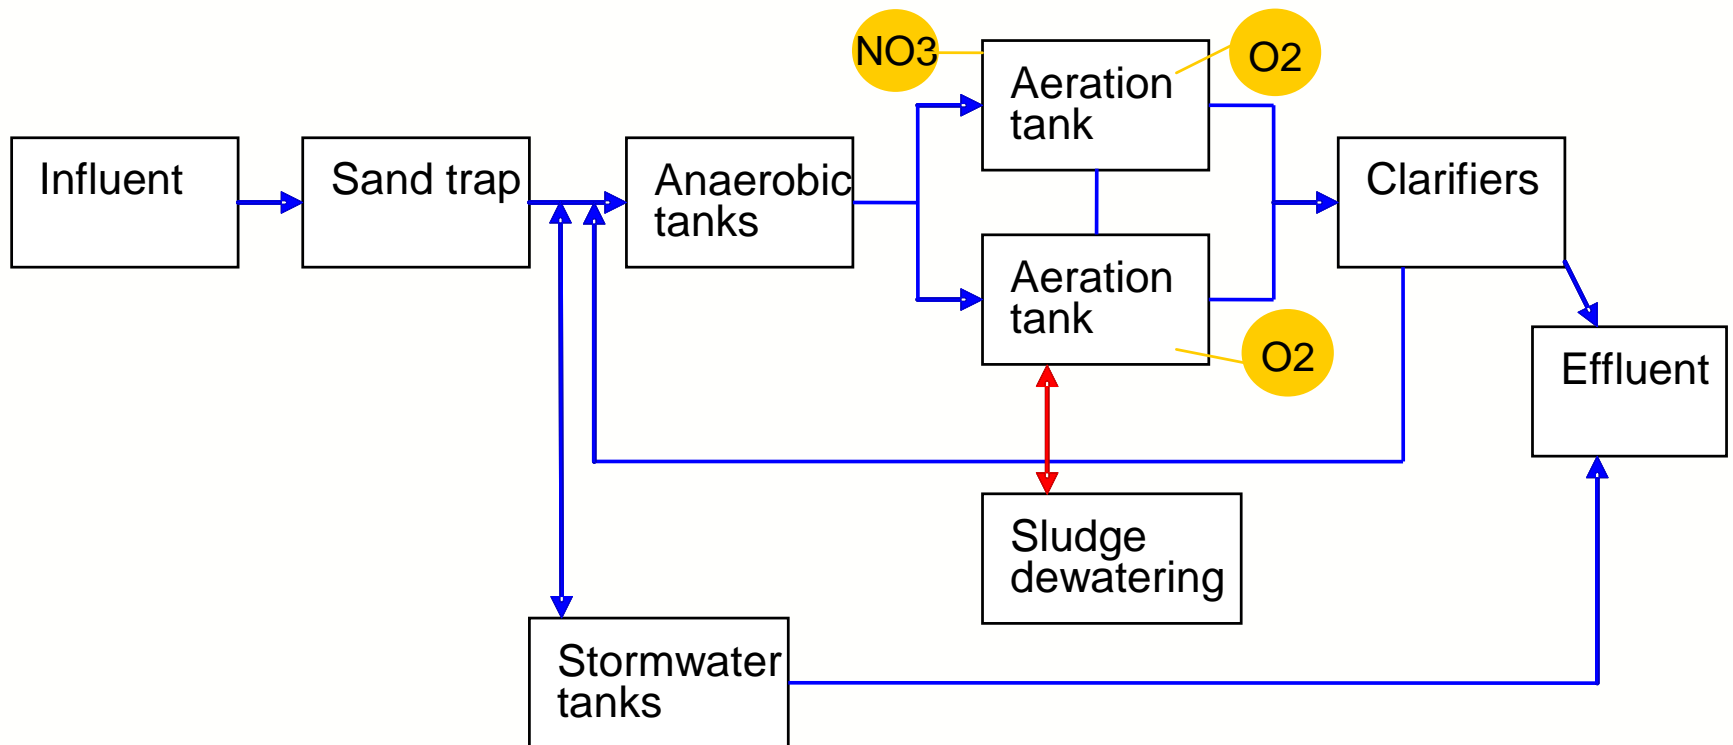 NO3
O2
Aeration
tank
Influent
Sand trap
Anaerobic
tanks
Clarifiers
Aeration
tank
O2
Effluent
Sludge
dewatering
Stormwater
tanks